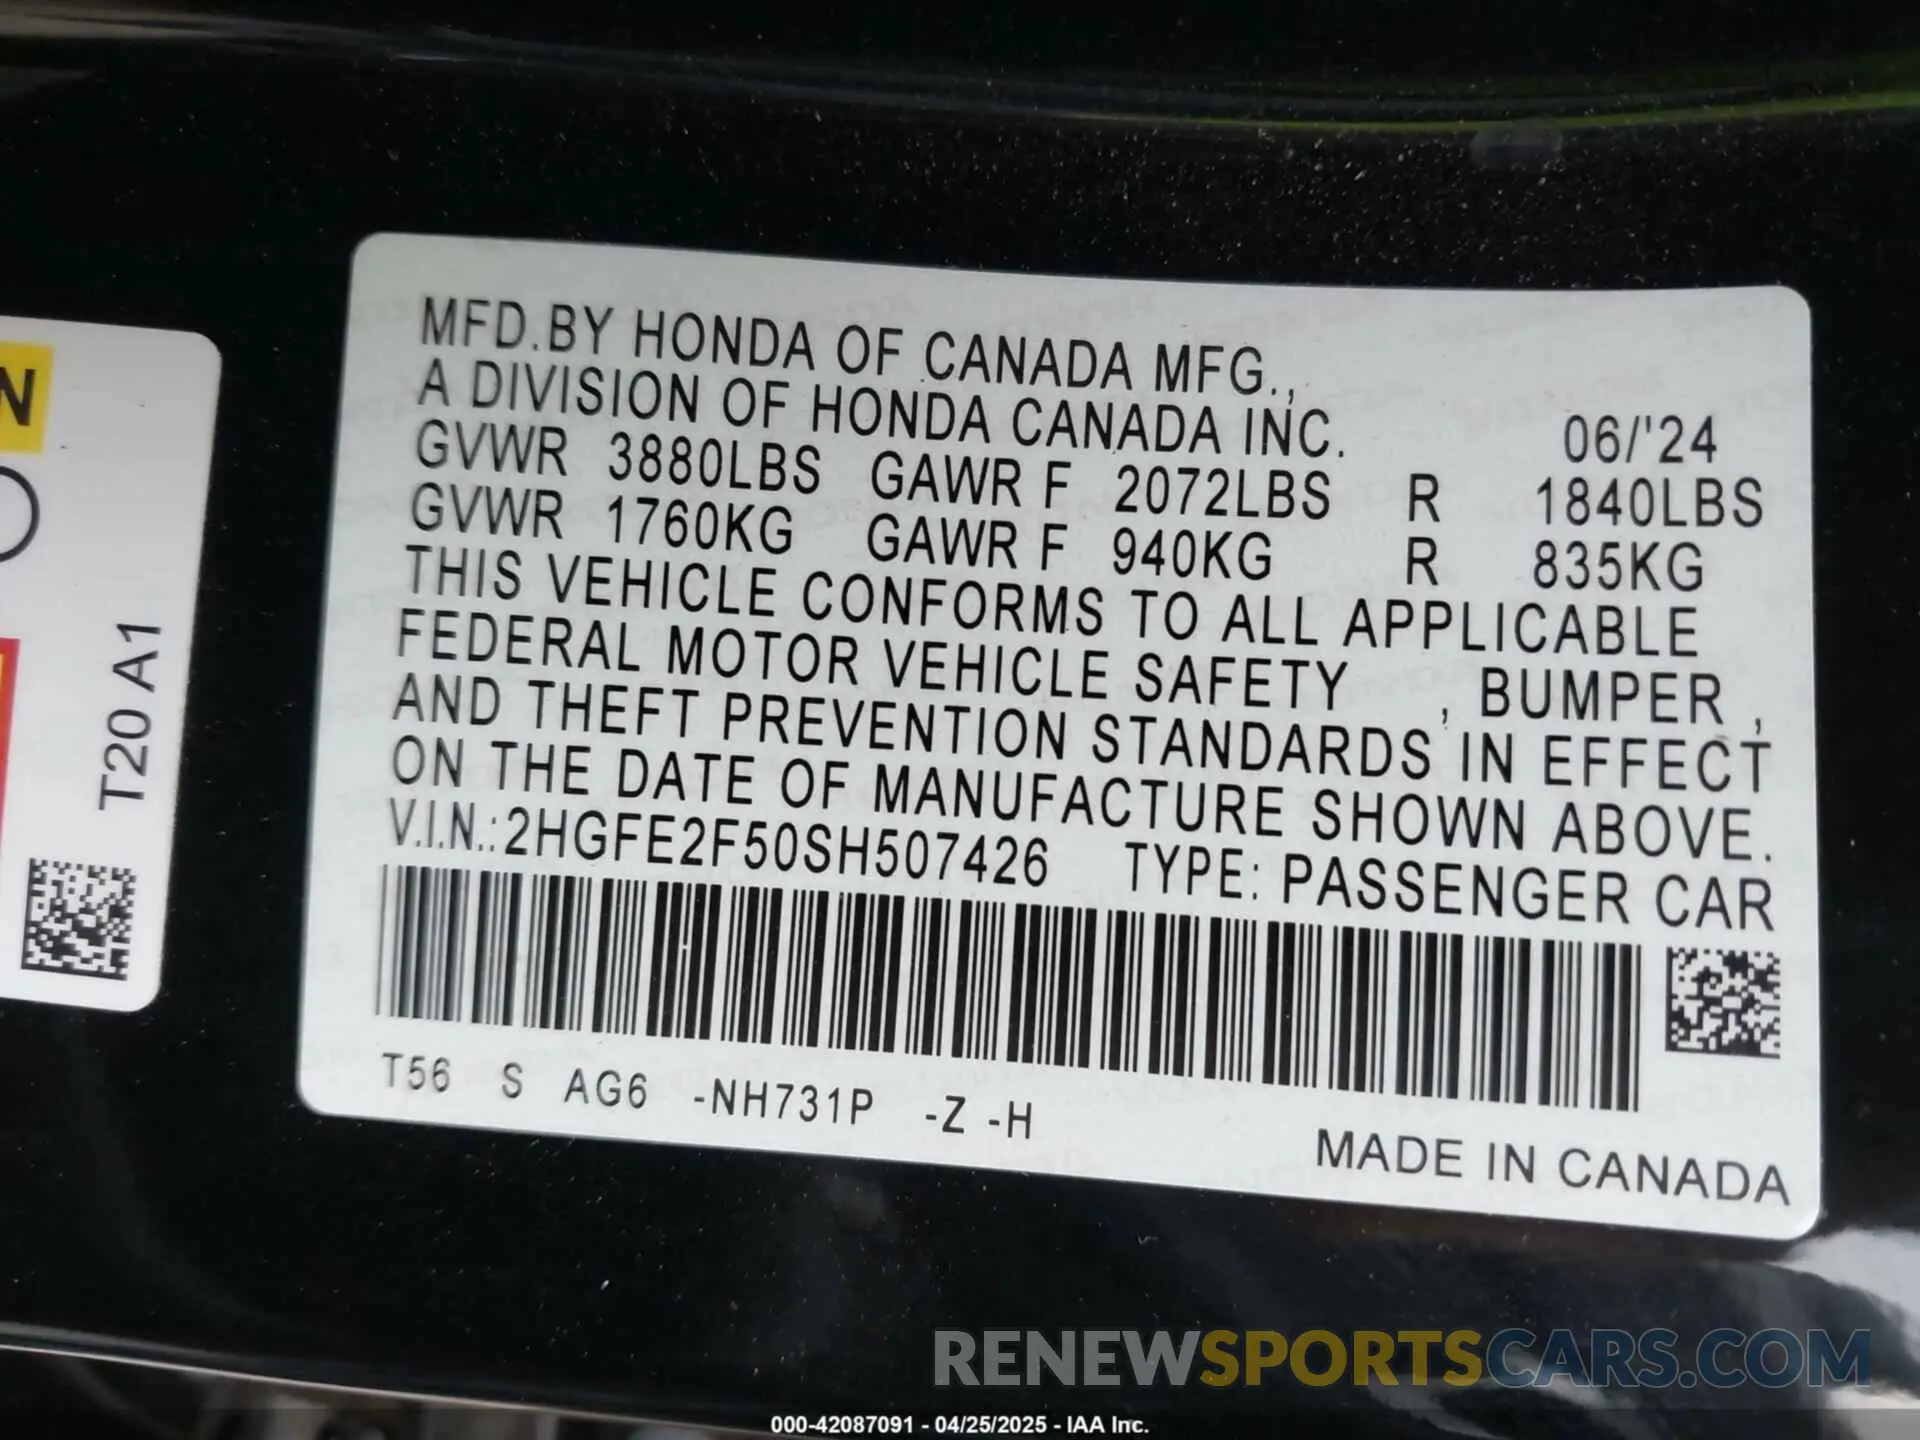 N
T20 A1
MFD.BY HONDA OF CANADA MFG.,
A DIVISION OF HONDA CANADA INC. 06/'24
GVWR 3880LBS GAWR F 2072LBS R 1840LBS
GVWR 1760KG GAWR F 940KG R 835KG
THIS VEHICLE CONFORMS TO ALL APPLICABLE
FEDERAL MOTOR VEHICLE SAFETY , BUMPER ,
AND THEFT PREVENTION STANDARDS IN EFFECT
ON THE DATE OF MANUFACTURE SHOWN ABOVE.
V.I.N.: 2HGFE2F50SH507426 TYPE: PASSENGER CAR
T56 S AG6 -NH731P -Z -H
MADE IN CANADA
RENEWSPORTSCARS.COM
000-42087091 - 04/25/2025 - IAA Inc.